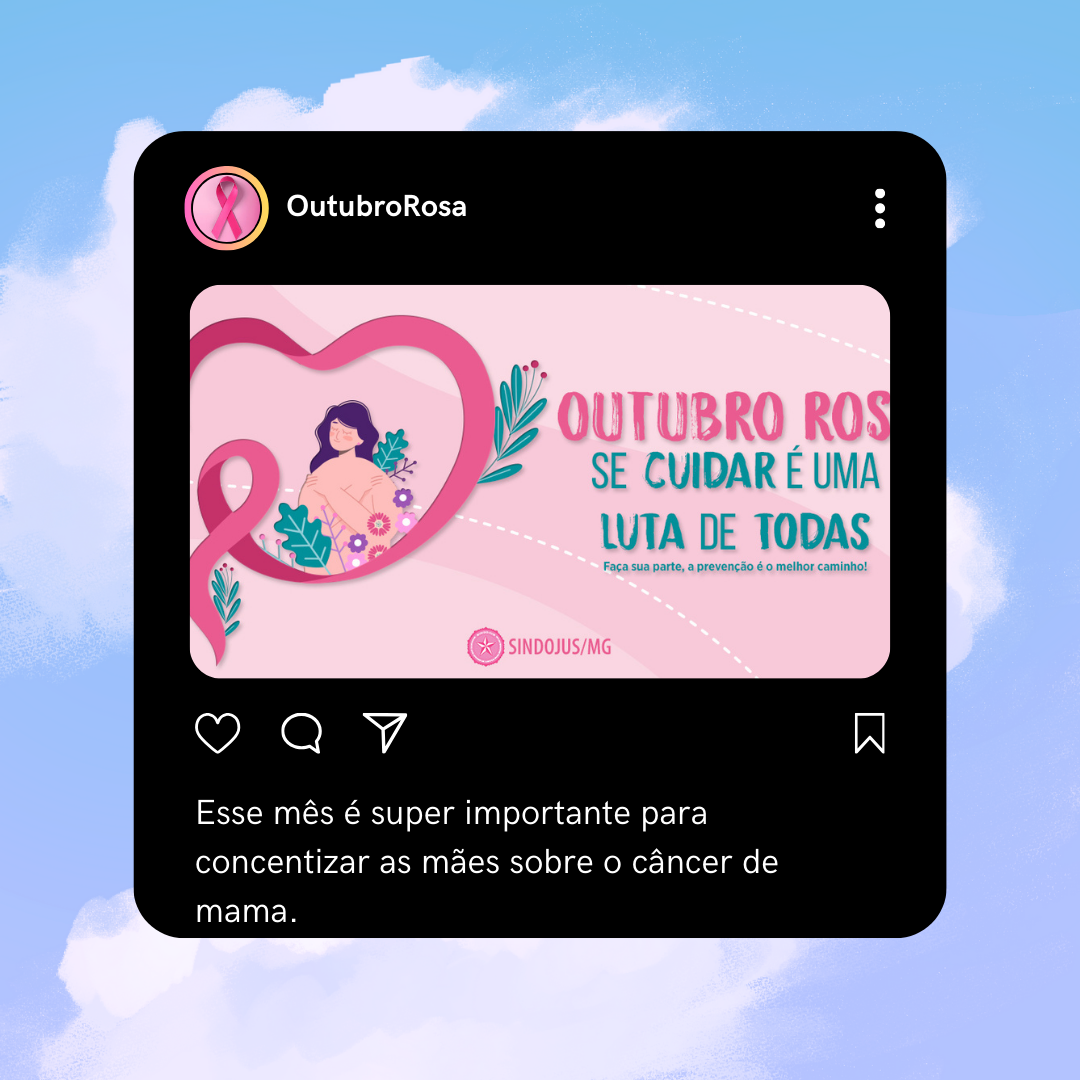 OutubroRosa
OUTUBRO ROS
SE CUIDAR É UMA
LUTA DE TODAS
Faça sua parte, a prevenção é o melhor caminho!
SINDOJUS/MG
Esse mês é super importante para
concentizar as mães sobre o câncer de
mama.